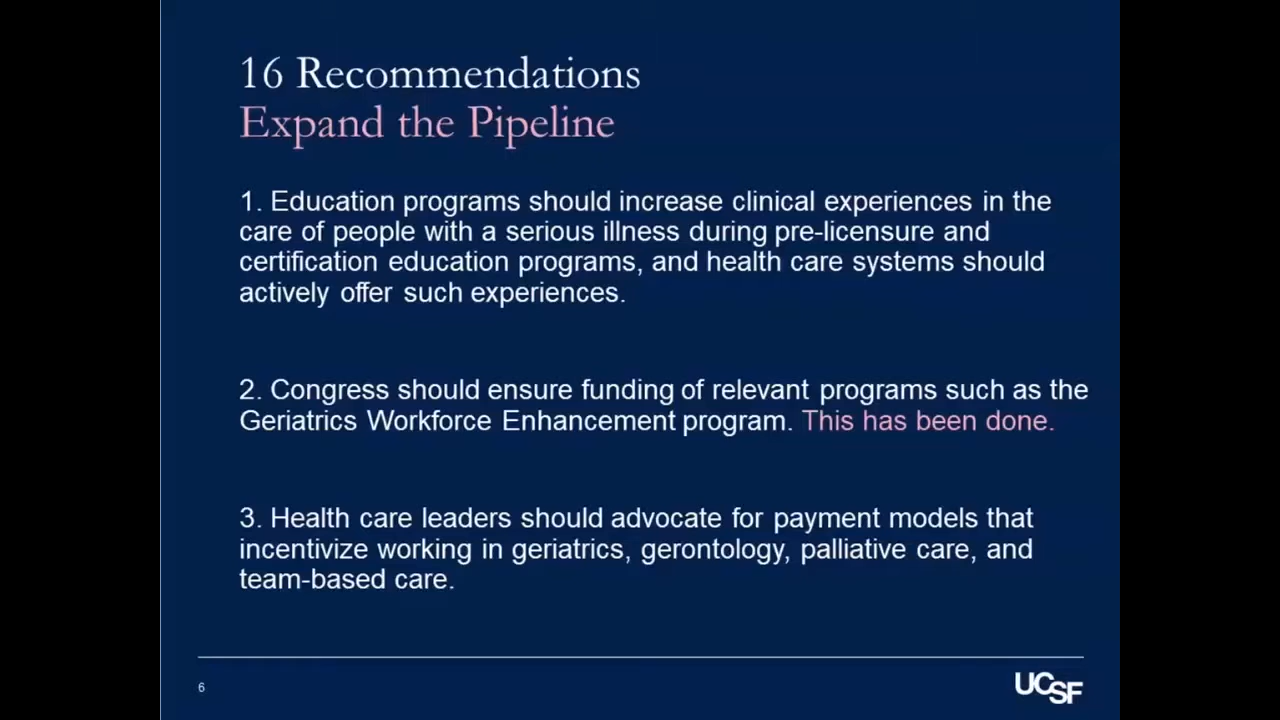 16 Recommendations
Expand the Pipeline
1. Education programs should increase clinical experiences in the
care of people with a serious illness during pre-licensure and
certification education programs, and health care systems should
actively offer such experiences.
2. Congress should ensure funding of relevant programs such as the
Geriatrics Workforce Enhancement program. This has been done.
3. Health care leaders should advocate for payment models that
incentivize working in geriatrics, gerontology, palliative care, and
team-based care.
6
UCSF